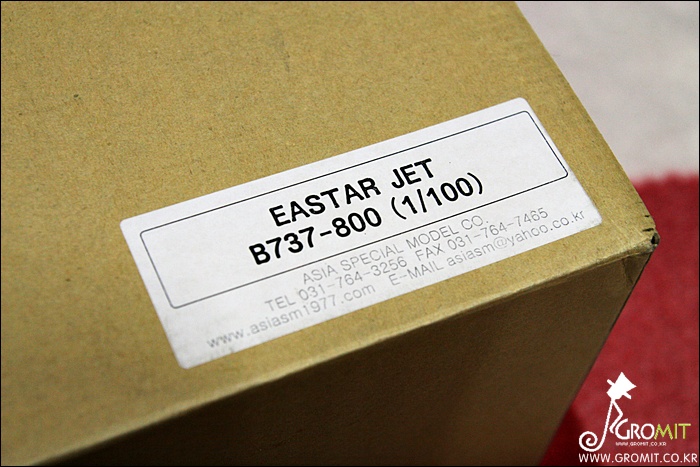 EASTAR JET
B737-800 (1/100)
ASIA SPECIAL MODEL CO.
TEL 031-764-3256 FAX 031-764-7465
www.asiasm1977.com E-MAIL asiasm@yahoo.co.kr
GROMIT
WWW.GROMIT.CO.KR
WWW.GROMIT.CO.KR